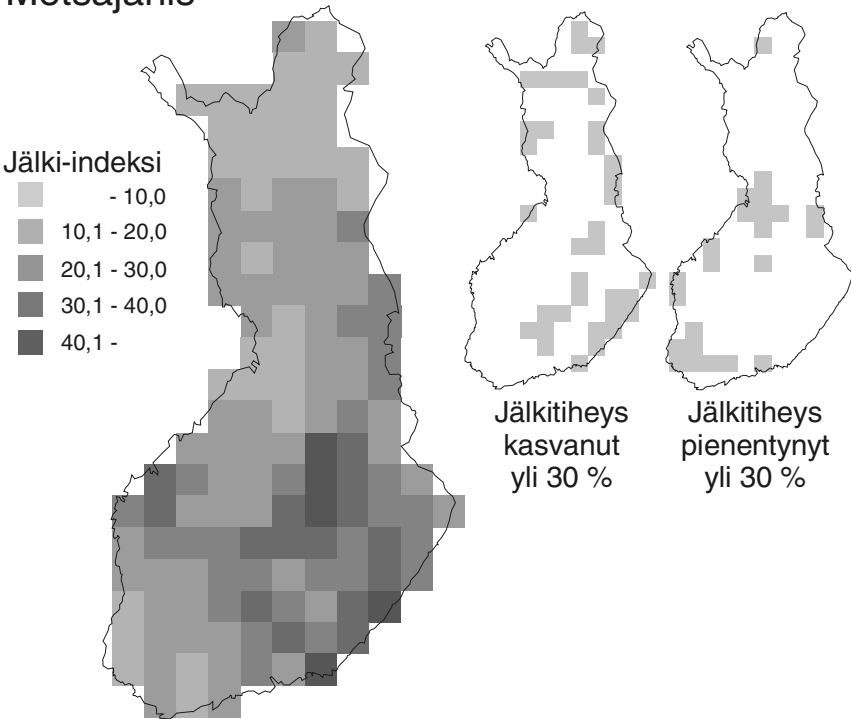 Metsäjänis
Jälki-indeksi
- 10,0
10,1 - 20,0
20,1 - 30,0
30,1 - 40,0
40,1 -
Jälkitiheys
kasvanut
yli 30 %
Jälkitiheys
pienentynyt
yli 30 %